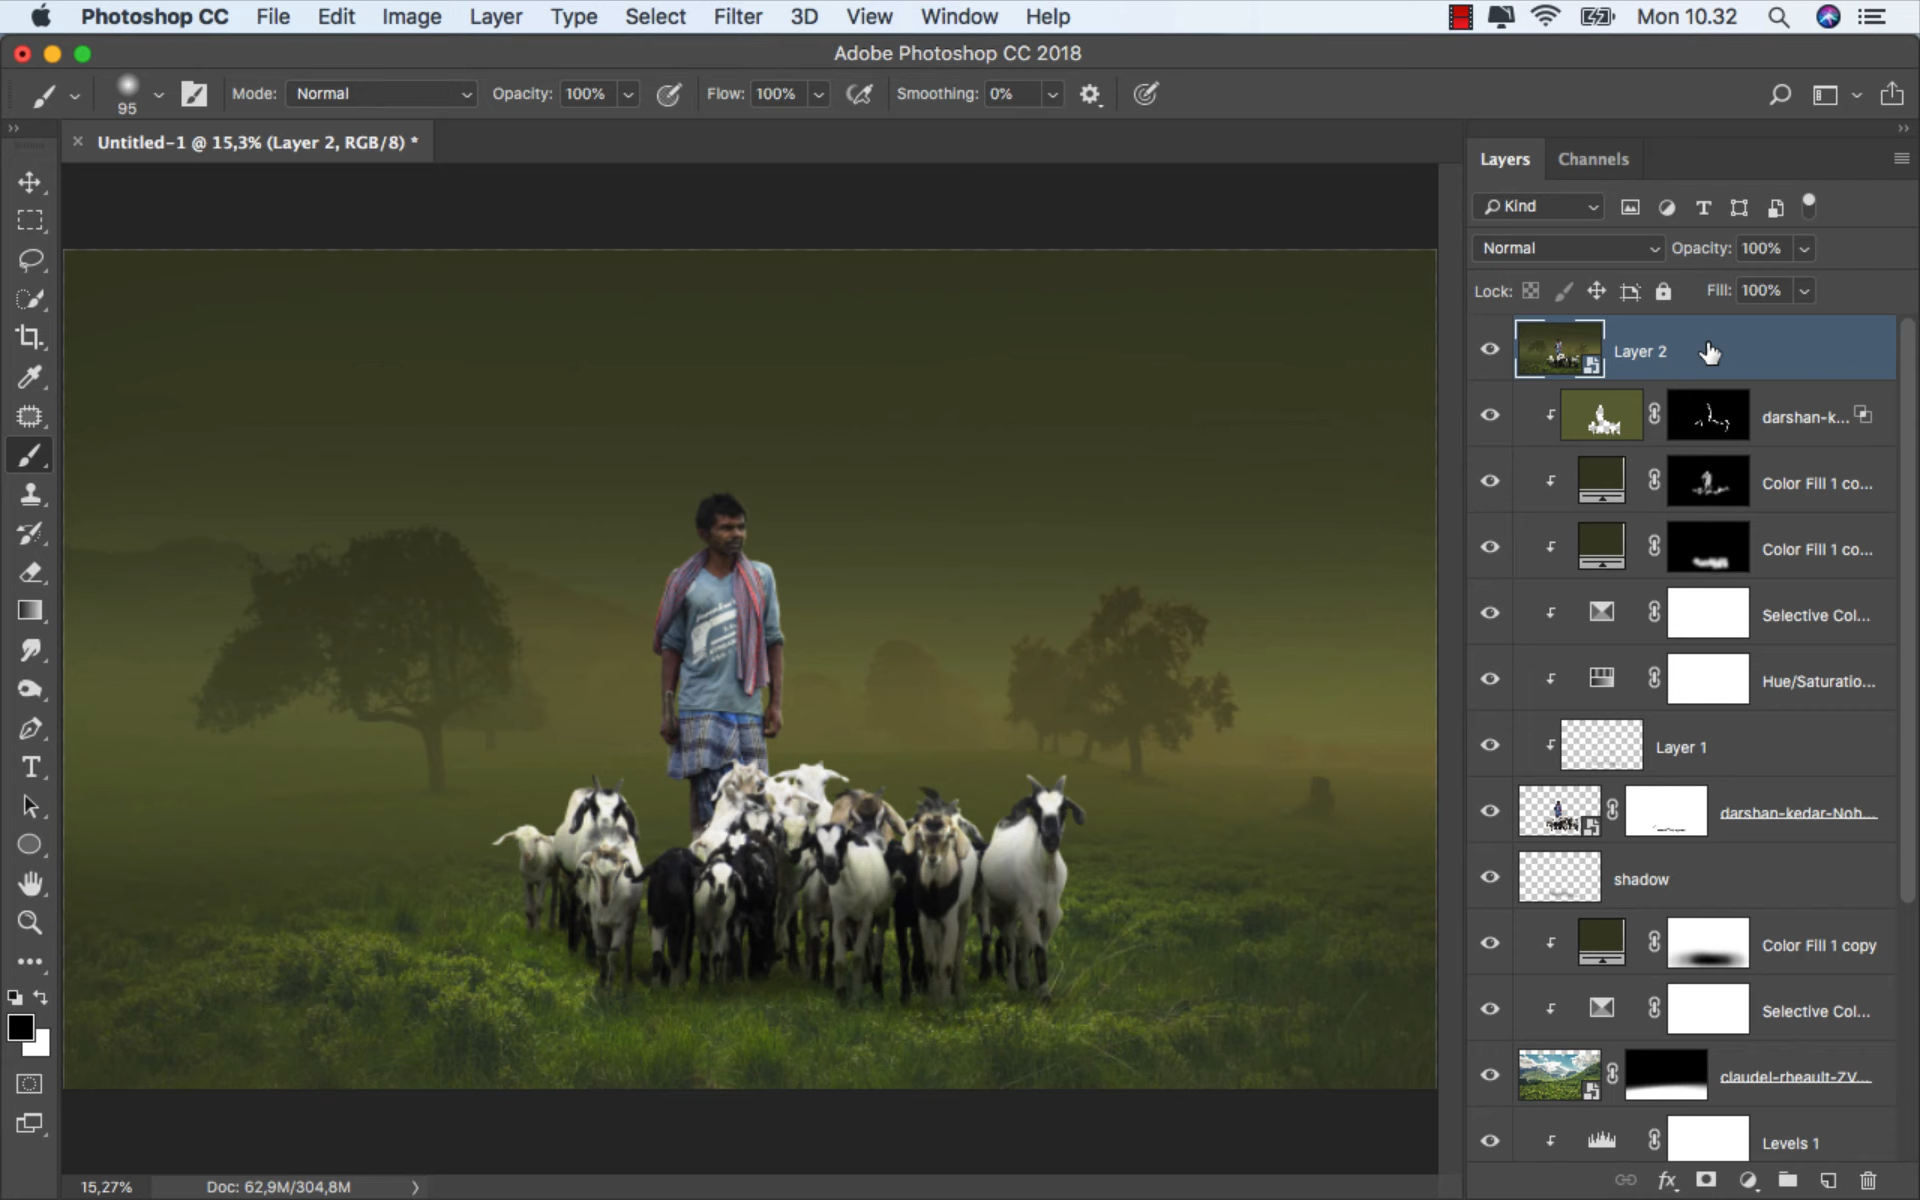 Photoshop CC File Edit Image Layer Type Select Filter 3D View Window Help Mon 10.32
Adobe Photoshop CC 2018
95 Mode: Normal Opacity: 100% Flow: 100% Smoothing: 0%
Untitled-1 @ 15,3% (Layer 2, RGB/8) *
Layers Channels
Kind
Normal Opacity: 100%
Lock: Fill: 100%
Layer 2
darshan-k...
Color Fill 1 co...
Color Fill 1 co...
Selective Col...
Hue/Saturatio...
Layer 1
darshan-kedar-Noh...
shadow
Color Fill 1 copy
Selective Col...
claudel-rheault-ZV...
Levels 1
15,27% Doc: 62,9M/304,8M